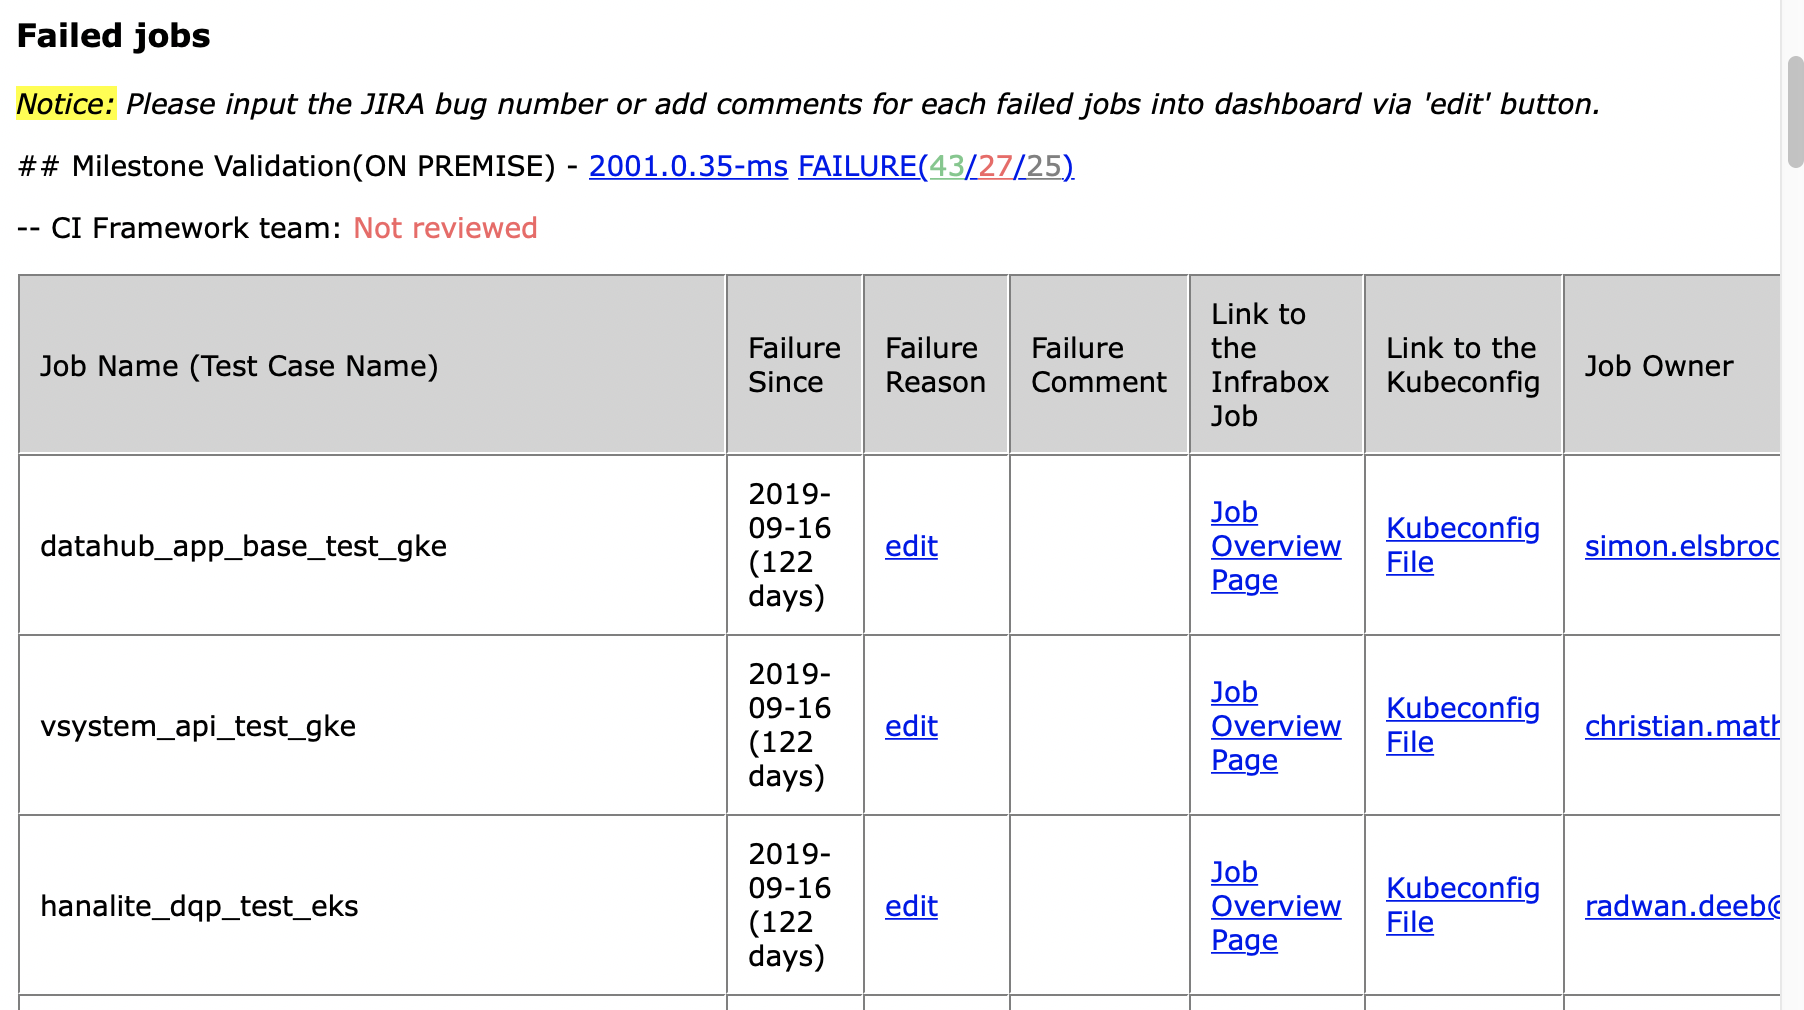 Failed jobs
Notice: Please input the JIRA bug number or add comments for each failed jobs into dashboard via 'edit' button.
## Milestone Validation(ON PREMISE) - 2001.0.35-ms FAILURE(43/27/25)
-- CI Framework team: Not reviewed
Job Name (Test Case Name)
Failure
Since
Failure
Reason
Failure
Comment
Link to
the
Infrabox
Job
Link to the
Kubeconfig
Job Owner
datahub_app_base_test_gke
2019-
09-16
(122
days)
edit
Job
Overview
Page
Kubeconfig
File
simon.elsbroc
vsystem_api_test_gke
2019-
09-16
(122
days)
edit
Job
Overview
Page
Kubeconfig
File
christian.math
hanalite_dqp_test_eks
2019-
09-16
(122
days)
edit
Job
Overview
Page
Kubeconfig
File
radwan.deeb@